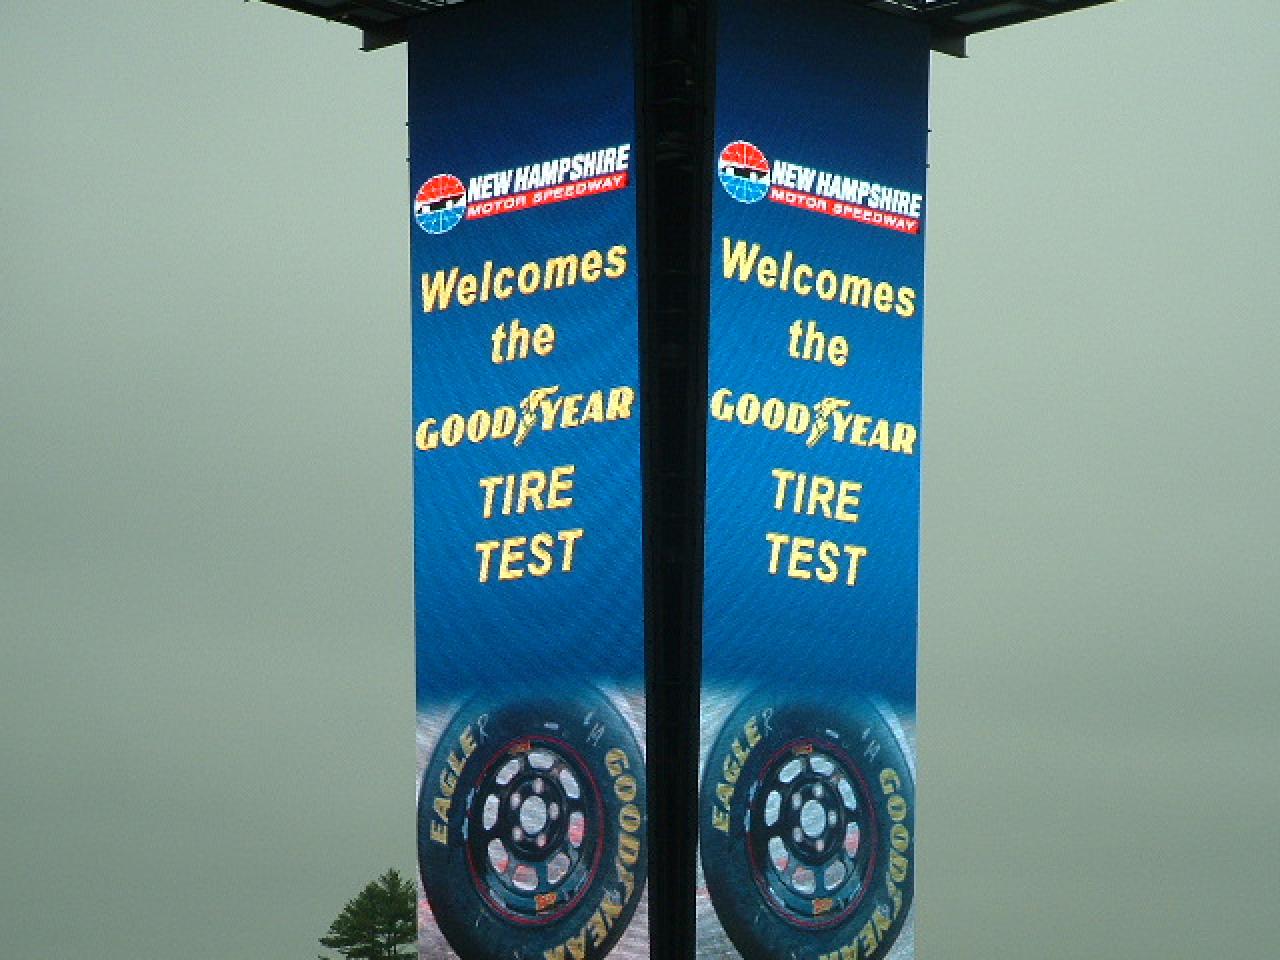 NEW HAMPSHIRE
MOTOR SPEEDWAY
Welcomes
the
GOODYEAR
TIRE
TEST
EAGLE
GOODYEAR
NEW HAMPSHIRE
MOTOR SPEEDWAY
Welcomes
the
GOODYEAR
TIRE
TEST
EAGLE
GOODYEAR